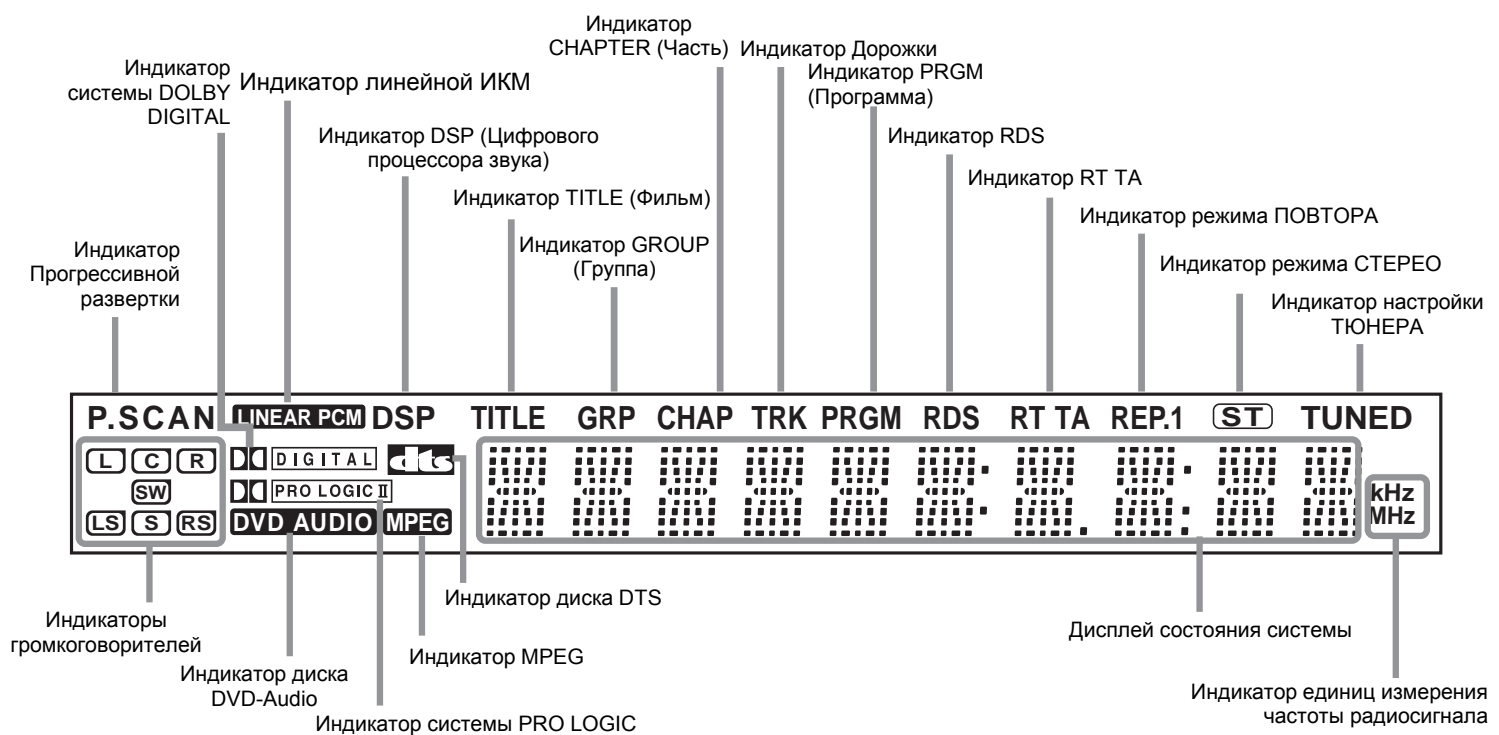 Индикатор
CHAPTER (Часть)
Индикатор Дорожки
Индикатор PRGM
(Программа)
Индикатор
системы DOLBY
DIGITAL
Индикатор линейной ИКМ
Индикатор DSP (Цифрового
процессора звука)
Индикатор RDS
Индикатор RT TA
Индикатор TITLE (Фильм)
Индикатор режима ПОВТОРА
Индикатор GROUP
(Группа)
Индикатор
Прогрессивной
развертки
Индикатор режима СТЕРЕО
Индикатор настройки
ТЮНЕРА
P.SCAN LINEAR PCM DSP TITLE GRP CHAP TRK PRGM RDS RT TA REP.1 ST TUNED
L C R DIGITAL dts
SW PRO LOGIC II
LS S RS DVD AUDIO MPEG
kHz
MHz
Индикатор диска DTS
Индикаторы
громкоговорителей
Дисплей состояния системы
Индикатор MPEG
Индикатор диска
DVD-Audio
Индикатор системы PRO LOGIC
Индикатор единиц измерения
частоты радиосигнала